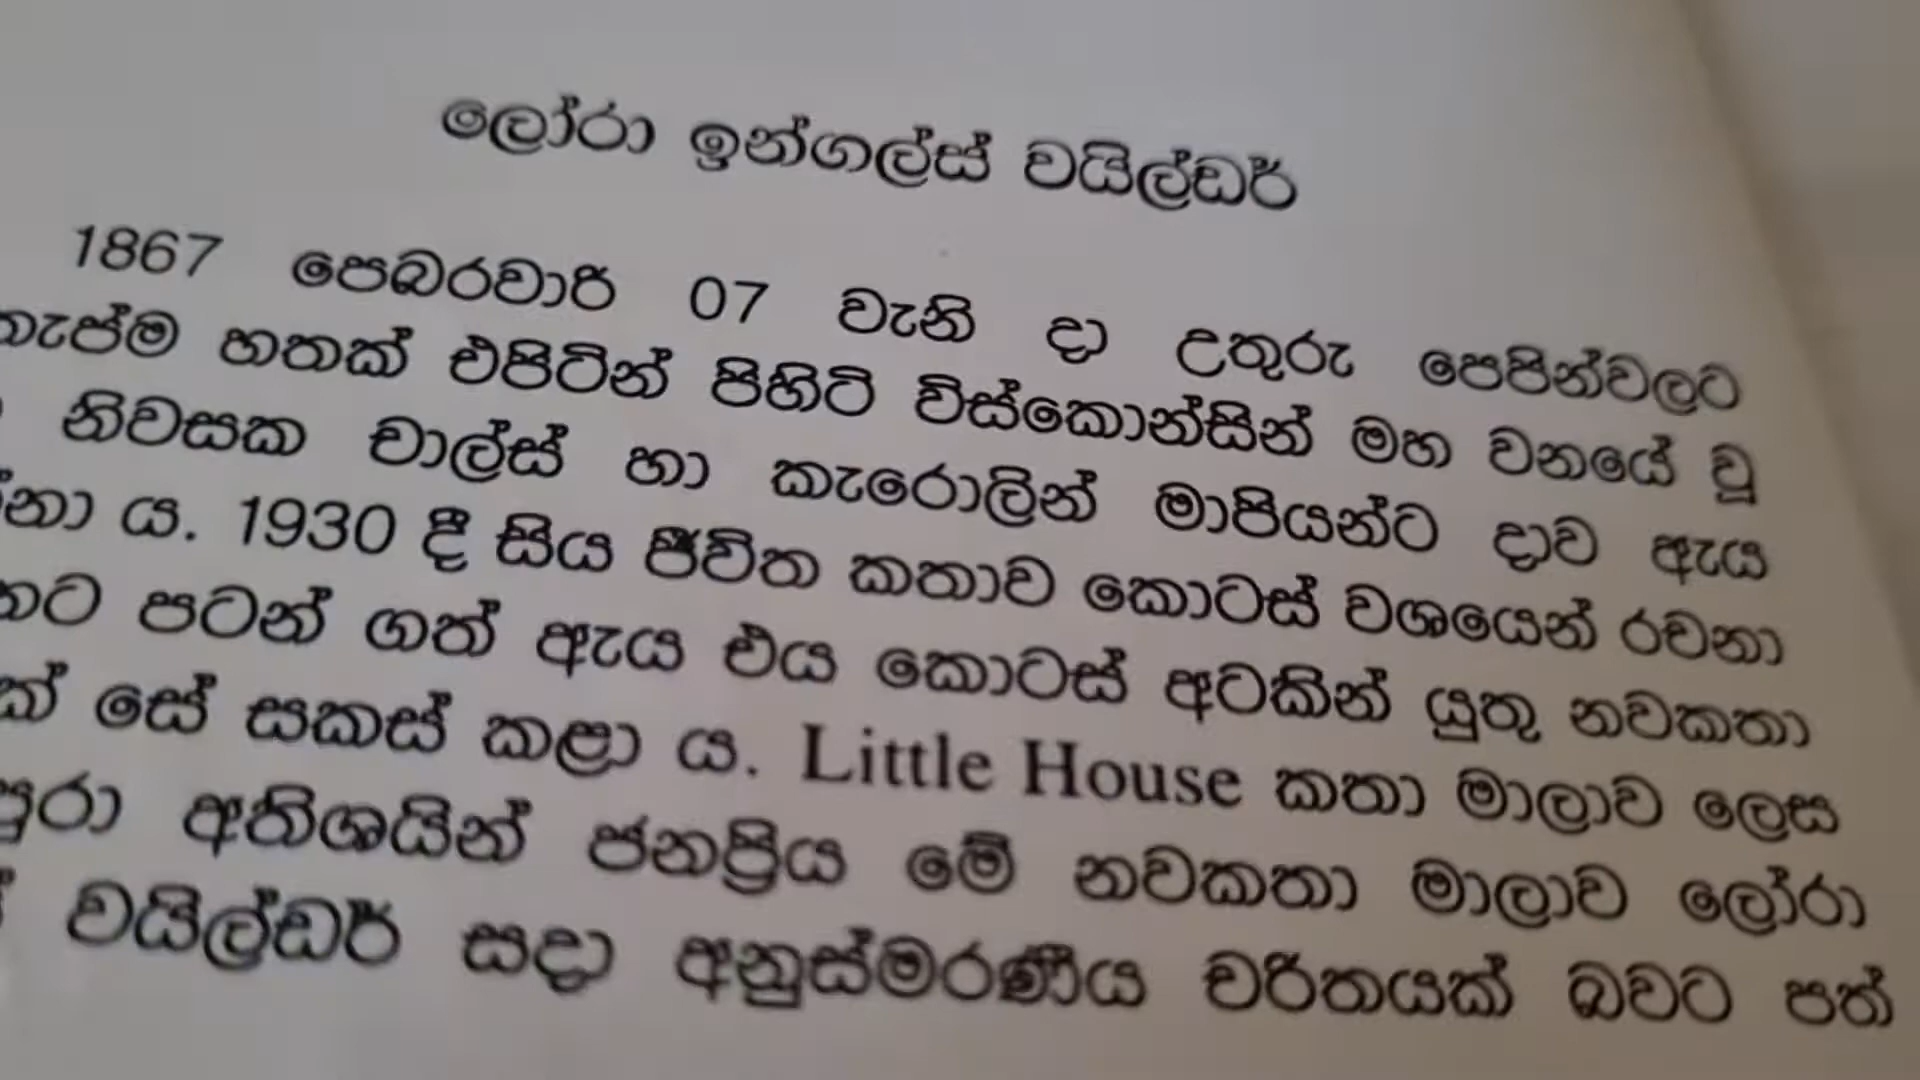 ලෝරා ඉන්ගල්ස් වයිල්ඩර්
1867 පෙබරවාරි 07 වැනි දා උතුරු පෙපින්වලට
හතක් එපිටින් පිහිටි විස්කොන්සින් මහ වනයේ වූ
නිවසක චාල්ස් හා කැරොලින් මාපියන්ට දාව ඇය
ය. 1930 දී සිය ජීවිත කතාව කොටස් වශයෙන් රචනා
පටන් ගත් ඇය එය කොටස් අටකින් යුතු නවකතා
සේ සකස් කළා ය. Little House කතා මාලාව ලෙස
පුරා අතිශයින් ජනප්‍රිය මේ නවකතා මාලාව ලෝරා
වයිල්ඩර් සදා අනුස්මරණීය චරිතයක් බවට පත්